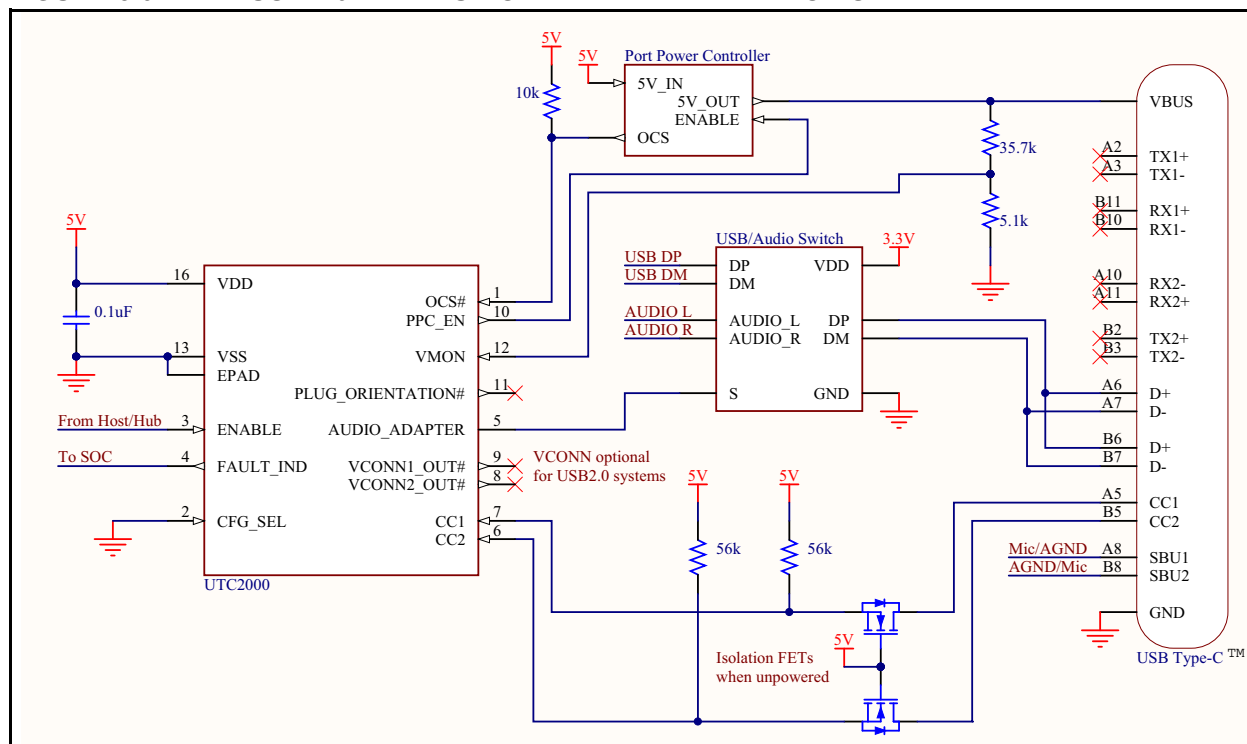 5V
5V
Port Power Controller
10k
5V_IN
5V_OUT
ENABLE
OCS
VBUS
35.7k
5.1k
A2 TX1+
A3 TX1-
B11 RX1+
B10 RX1-
A10 RX2-
A11 RX2+
B2 TX2+
B3 TX2-
A6 D+
A7 D-
B6 D+
B7 D-
A5 CC1
B5 CC2
Mic/AGND A8 SBU1
AGND/Mic B8 SBU2
GND
USB Type-C™
USB/Audio Switch
3.3V
USB DP DP VDD
USB DM DM
AUDIO L AUDIO_L DP
AUDIO R AUDIO_R DM
S GND
5V
0.1uF
16 VDD
OCS# 1
PPC_EN 10
13 VSS
EPAD
VMON 12
PLUG_ORIENTATION# 11
From Host/Hub 3 ENABLE
AUDIO_ADAPTER 5
To SOC 4 FAULT_IND
VCONN1_OUT# 9
VCONN2_OUT# 8
2 CFG_SEL
CC1 7
CC2 6
UTC2000
VCONN optional
for USB2.0 systems
5V
5V
56k
56k
5V
Isolation FETs
when unpowered